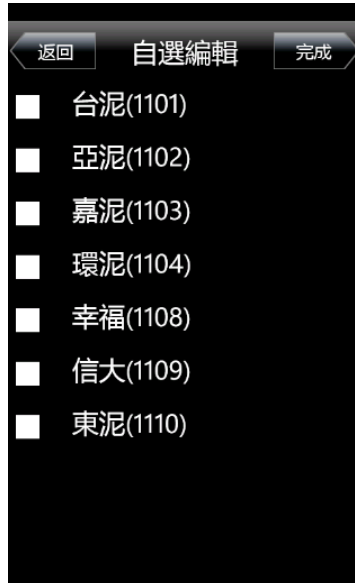 返回 自選編輯 完成
台泥(1101)
亞泥(1102)
嘉泥(1103)
環泥(1104)
幸福(1108)
信大(1109)
東泥(1110)